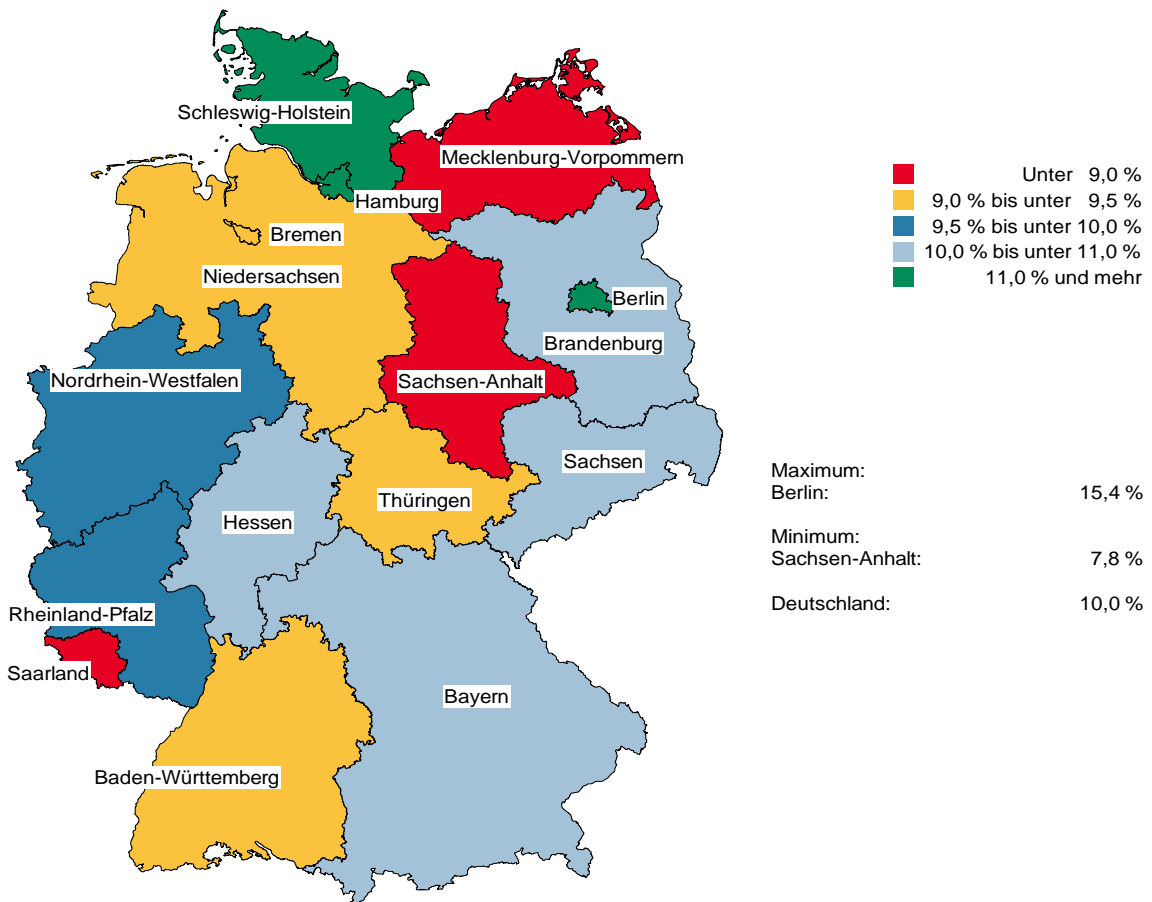 Schleswig-Holstein
Mecklenburg-Vorpommern
Hamburg
Bremen
Niedersachsen
Berlin
Brandenburg
Nordrhein-Westfalen
Sachsen-Anhalt
Sachsen
Thüringen
Hessen
Rheinland-Pfalz
Saarland
Bayern
Baden-Württemberg
Unter 9,0 %
9,0 % bis unter 9,5 %
9,5 % bis unter 10,0 %
10,0 % bis unter 11,0 %
11,0 % und mehr
Maximum:
Berlin: 15,4 %
Minimum:
Sachsen-Anhalt: 7,8 %
Deutschland: 10,0 %